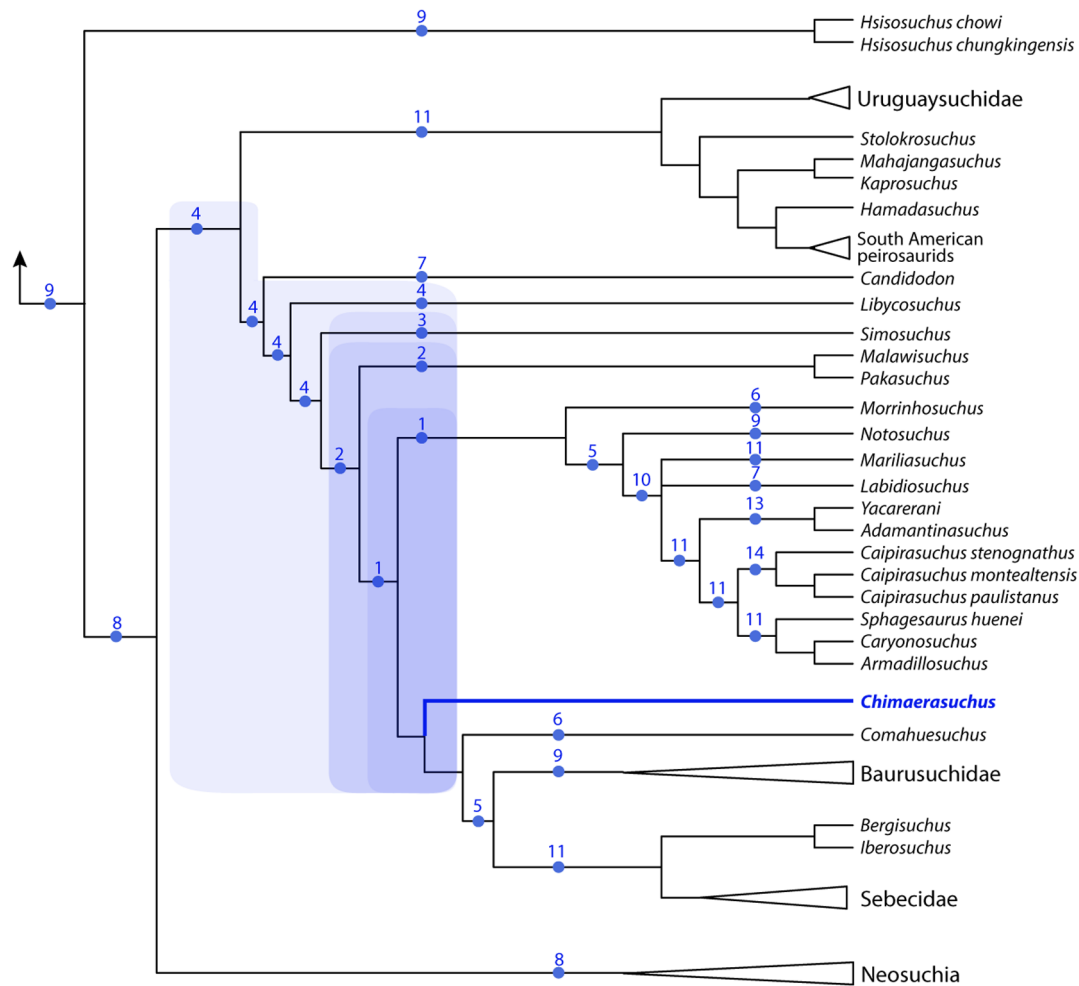 9
Hsisosuchus chowi
Hsisosuchus chungkingensis
Uruguaysuchidae
11
Stolokrosuchus
Mahajangasuchus
Kaprosuchus
4
Hamadasuchus
South American
peirosaurids
7
Candidodon
9
4
4
Libycosuchus
3
Simosuchus
4
2
Malawisuchus
Pakasuchus
4
6
Morrinhosuchus
1
9
Notosuchus
2
5
11
Mariliasuchus
10
7
Labidiosuchus
13
Yacarerani
Adamantinasuchus
11
14
Caipirasuchus stenognathus
1
Caipirasuchus montealtensis
11
Caipirasuchus paulistanus
8
11
Sphagesaurus huenei
Caryonosuchus
Armadillosuchus
Chimaerasuchus
6
Comahuesuchus
9
Baurusuchidae
5
Bergisuchus
Iberosuchus
11
Sebecidae
8
Neosuchia